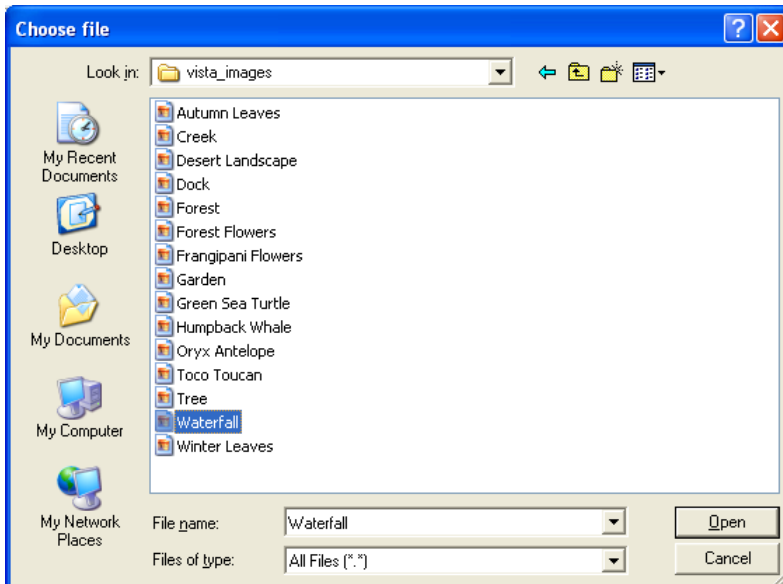 Choose file
Look in:
vista_images
My Recent
Documents
Desktop
My Documents
My Computer
My Network
Places
Autumn Leaves
Creek
Desert Landscape
Dock
Forest
Forest Flowers
Frangipani Flowers
Garden
Green Sea Turtle
Humpback Whale
Oryx Antelope
Toco Toucan
Tree
Waterfall
Winter Leaves
File name:
Waterfall
Open
Files of type:
All Files (*.*)
Cancel